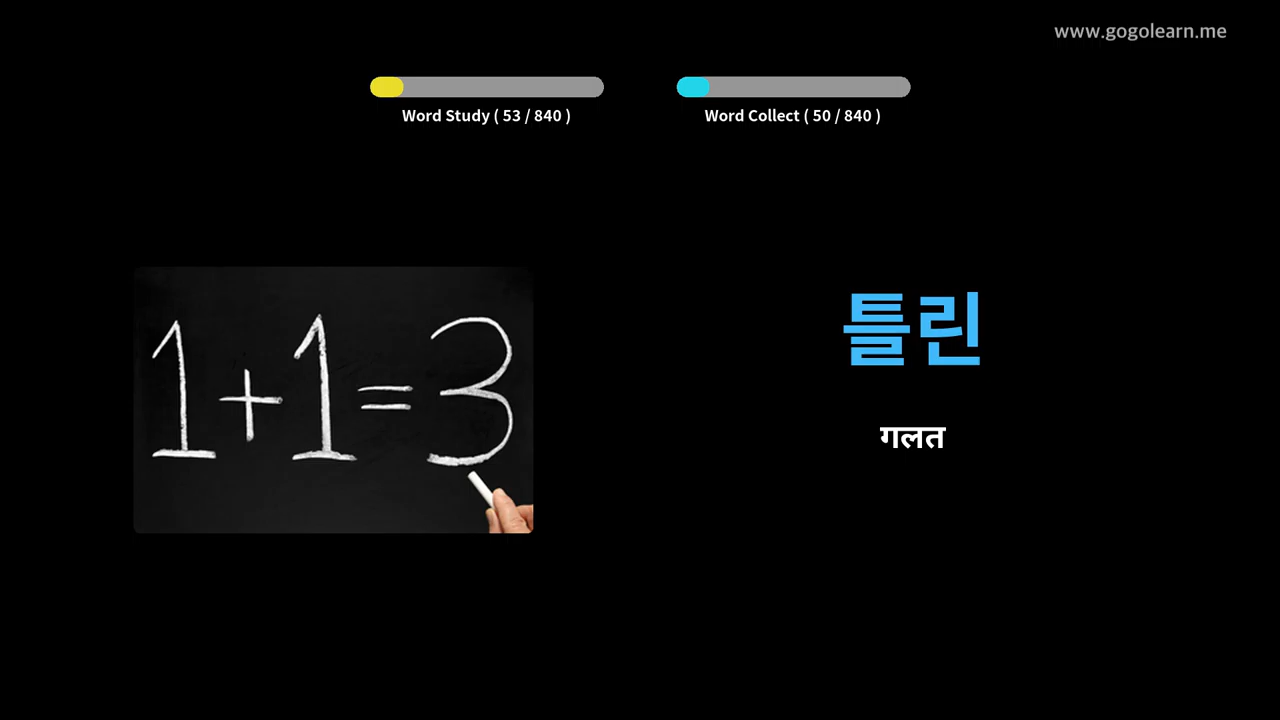 www.gogolearn.me
Word Study ( 53 / 840 )
Word Collect ( 50 / 840 )
1+1=3
틀린
गलत